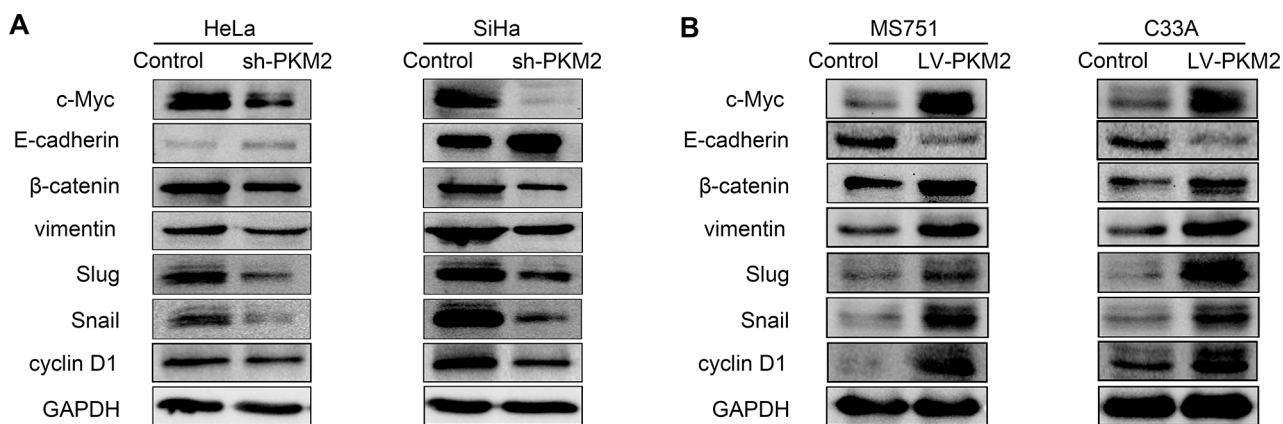 A
HeLa
SiHa
Control sh-PKM2
Control sh-PKM2
c-Myc
E-cadherin
β-catenin
vimentin
Slug
Snail
cyclin D1
GAPDH
B
MS751
C33A
Control LV-PKM2
Control LV-PKM2
c-Myc
E-cadherin
β-catenin
vimentin
Slug
Snail
cyclin D1
GAPDH